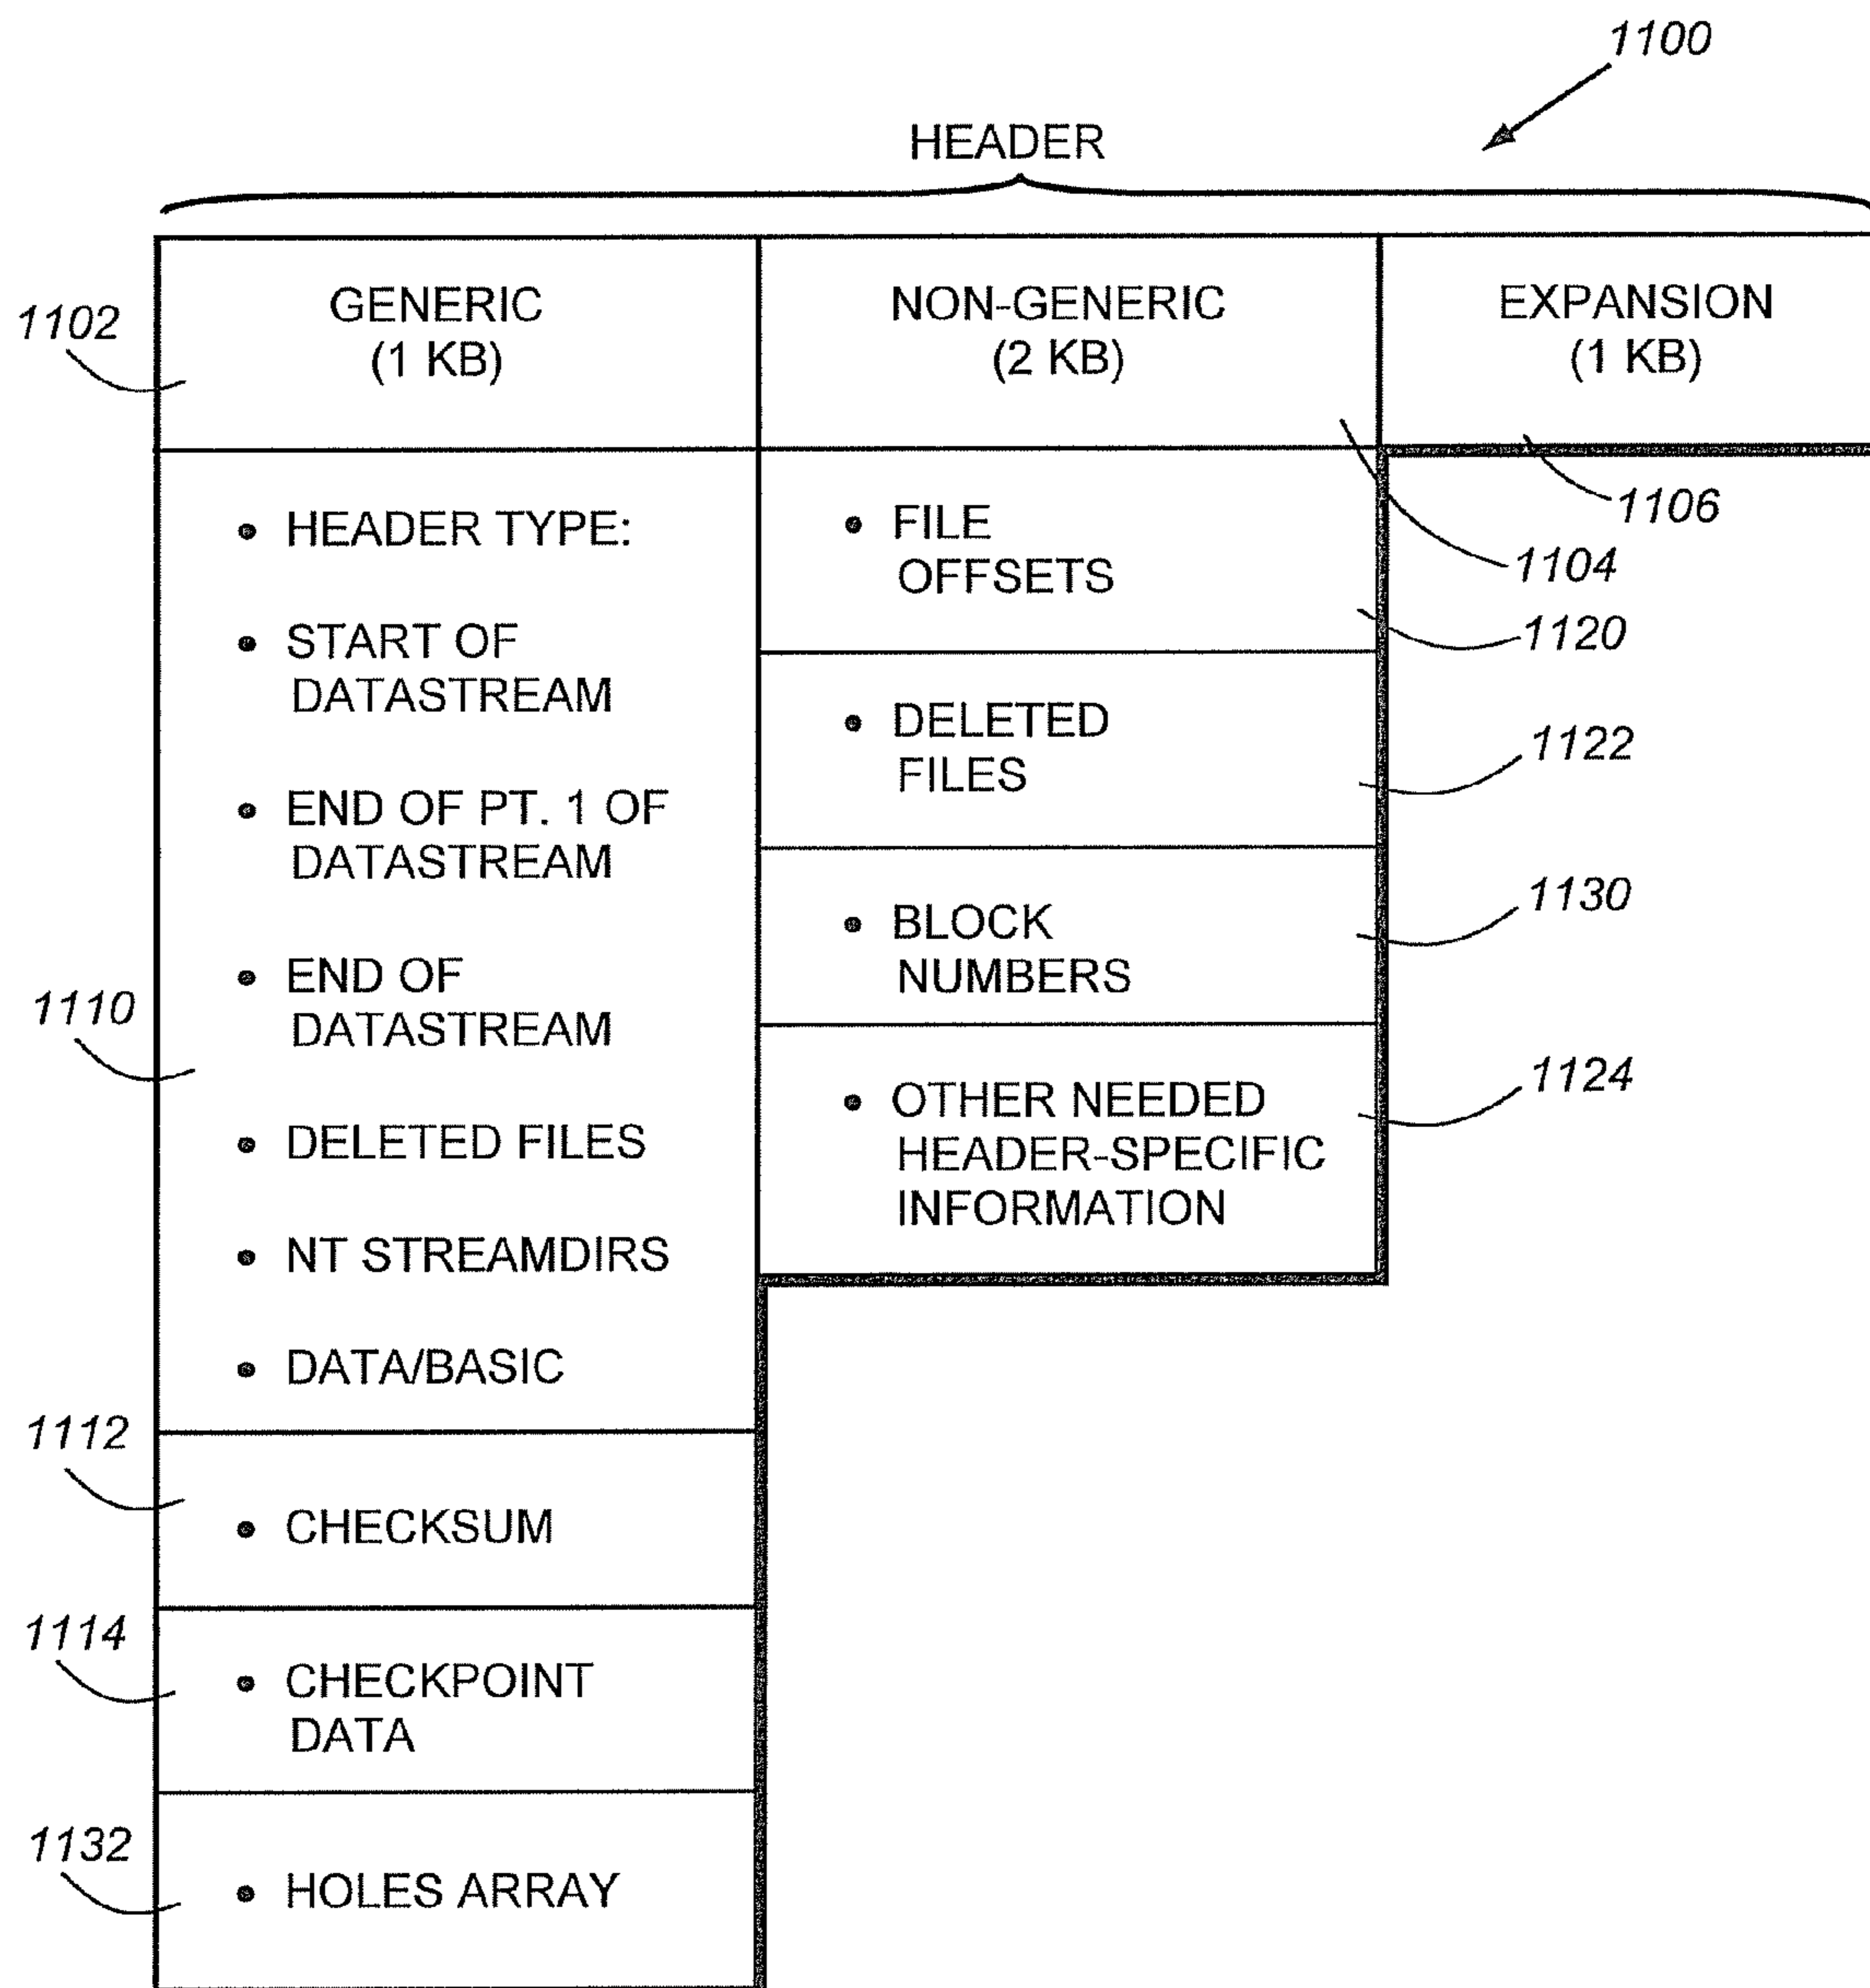 1100
HEADER
1102
GENERIC
(1 KB)
NON-GENERIC
(2 KB)
EXPANSION
(1 KB)
1106
1104
1110
• HEADER TYPE:
• START OF
DATASTREAM
• END OF PT. 1 OF
DATASTREAM
• END OF
DATASTREAM
• DELETED FILES
• NT STREAMDIRS
• DATA/BASIC
1112
• CHECKSUM
1114
• CHECKPOINT
DATA
1132
• HOLES ARRAY
• FILE
OFFSETS
1120
• DELETED
FILES
1122
• BLOCK
NUMBERS
1130
• OTHER NEEDED
HEADER-SPECIFIC
INFORMATION
1124